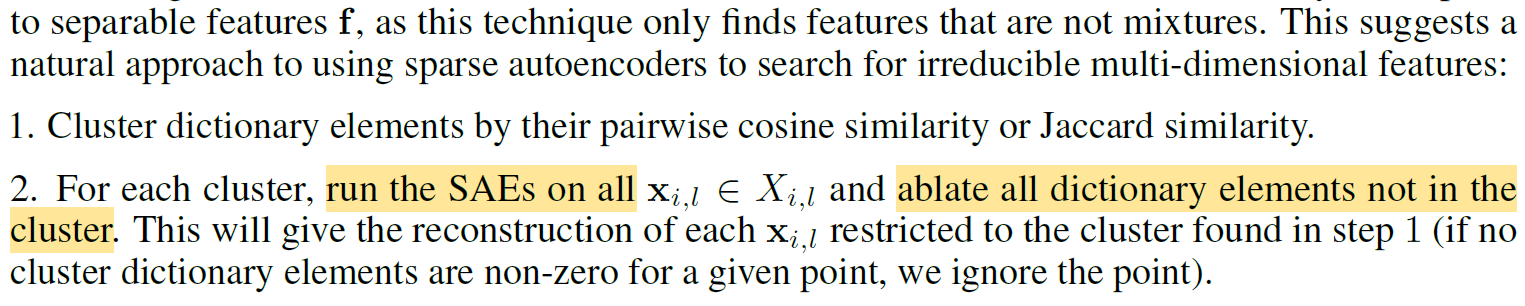 to separable features f, as this technique only finds features that are not mixtures. This suggests a
natural approach to using sparse autoencoders to search for irreducible multi-dimensional features:
1. Cluster dictionary elements by their pairwise cosine similarity or Jaccard similarity.
2. For each cluster, run the SAEs on all x_{i,l} ∈ X_{i,l} and ablate all dictionary elements not in the
cluster. This will give the reconstruction of each x_{i,l} restricted to the cluster found in step 1 (if no
cluster dictionary elements are non-zero for a given point, we ignore the point).